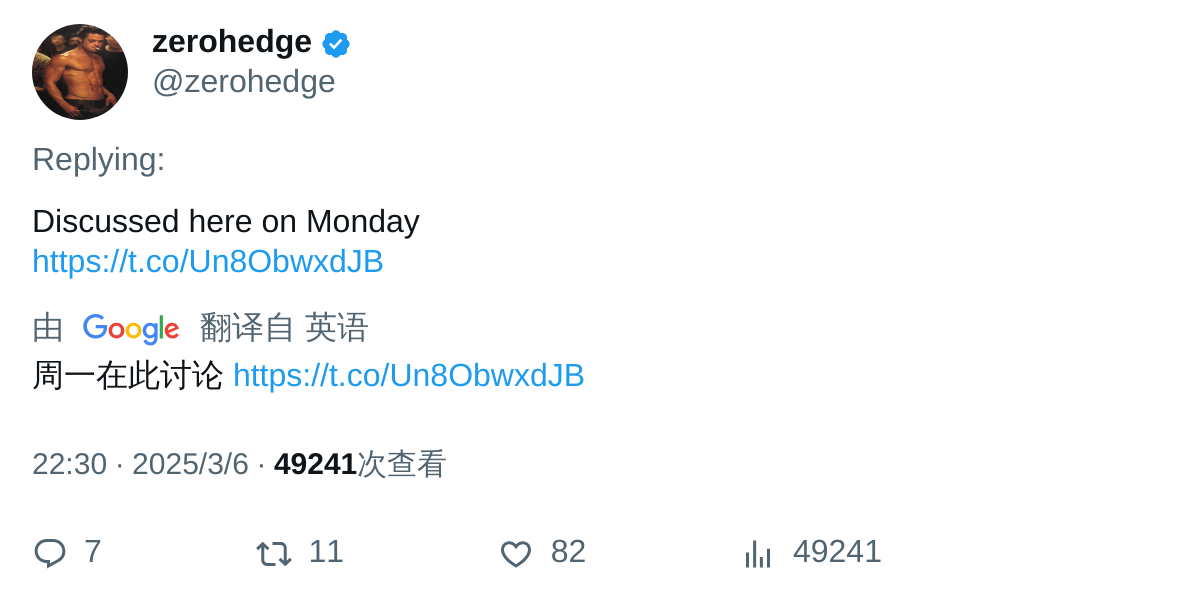 zerohedge
@zerohedge
Replying:
Discussed here on Monday
https://t.co/Un8ObwxdJB
由 Google 翻译自 英语
周一在此讨论 https://t.co/Un8ObwxdJB
22:30 · 2025/3/6 · 49241次查看
7 11 82 49241